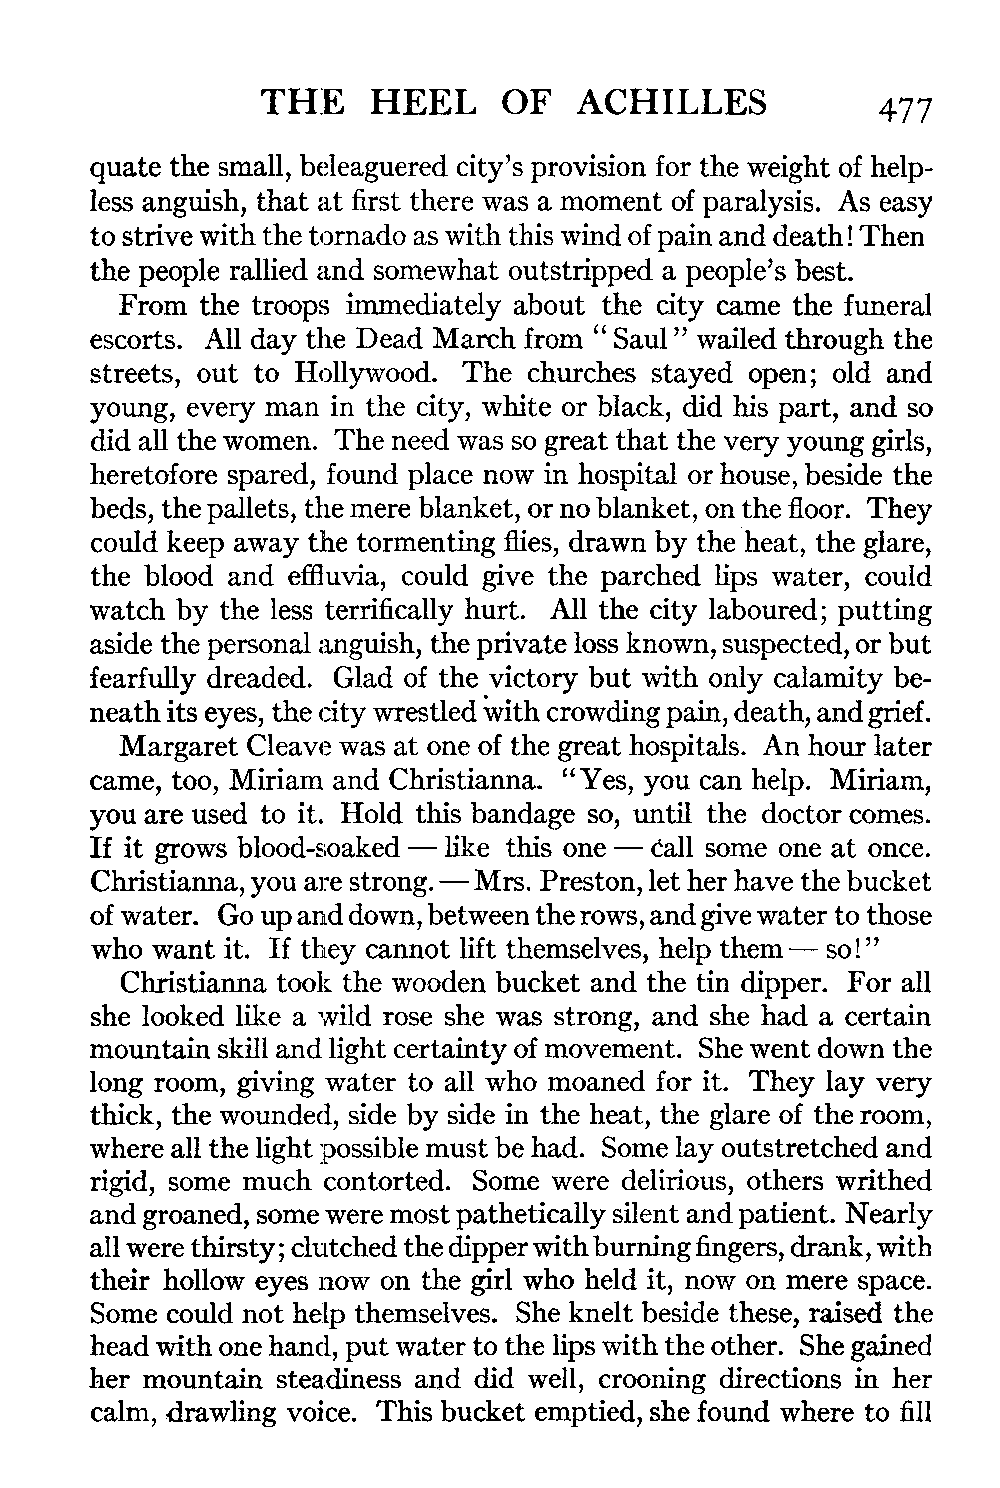 THE HEEL OF ACHILLES 477
quate the small, beleaguered city's provision for the weight of help-
less anguish, that at first there was a moment of paralysis. As easy
to strive with the tornado as with this wind of pain and death! Then
the people rallied and somewhat outstripped a people's best.
From the troops immediately about the city came the funeral
escorts. All day the Dead March from “Saul” wailed through the
streets, out to Hollywood. The churches stayed open; old and
young, every man in the city, white or black, did his part, and so
did all the women. The need was so great that the very young girls,
heretofore spared, found place now in hospital or house, beside the
beds, the pallets, the mere blanket, or no blanket, on the floor. They
could keep away the tormenting flies, drawn by the heat, the glare,
the blood and effluvia, could give the parched lips water, could
watch by the less terrifically hurt. All the city laboured; putting
aside the personal anguish, the private loss known, suspected, or but
fearfully dreaded. Glad of the victory but with only calamity be-
neath its eyes, the city wrestled with crowding pain, death, and grief.
Margaret Cleave was at one of the great hospitals. An hour later
came, too, Miriam and Christianna. “Yes, you can help. Miriam,
you are used to it. Hold this bandage so, until the doctor comes.
If it grows blood-soaked — like this one — call some one at once.
Christianna, you are strong. — Mrs. Preston, let her have the bucket
of water. Go up and down, between the rows, and give water to those
who want it. If they cannot lift themselves, help them — so!”
Christianna took the wooden bucket and the tin dipper. For all
she looked like a wild rose she was strong, and she had a certain
mountain skill and light certainty of movement. She went down the
long room, giving water to all who moaned for it. They lay very
thick, the wounded, side by side in the heat, the glare of the room,
where all the light possible must be had. Some lay outstretched and
rigid, some much contorted. Some were delirious, others writhed
and groaned, some were most pathetically silent and patient. Nearly
all were thirsty; clutched the dipper with burning fingers, drank, with
their hollow eyes now on the girl who held it, now on mere space.
Some could not help themselves. She knelt beside these, raised the
head with one hand, put water to the lips with the other. She gained
her mountain steadiness and did well, crooning directions in her
calm, drawling voice. This bucket emptied, she found where to fill